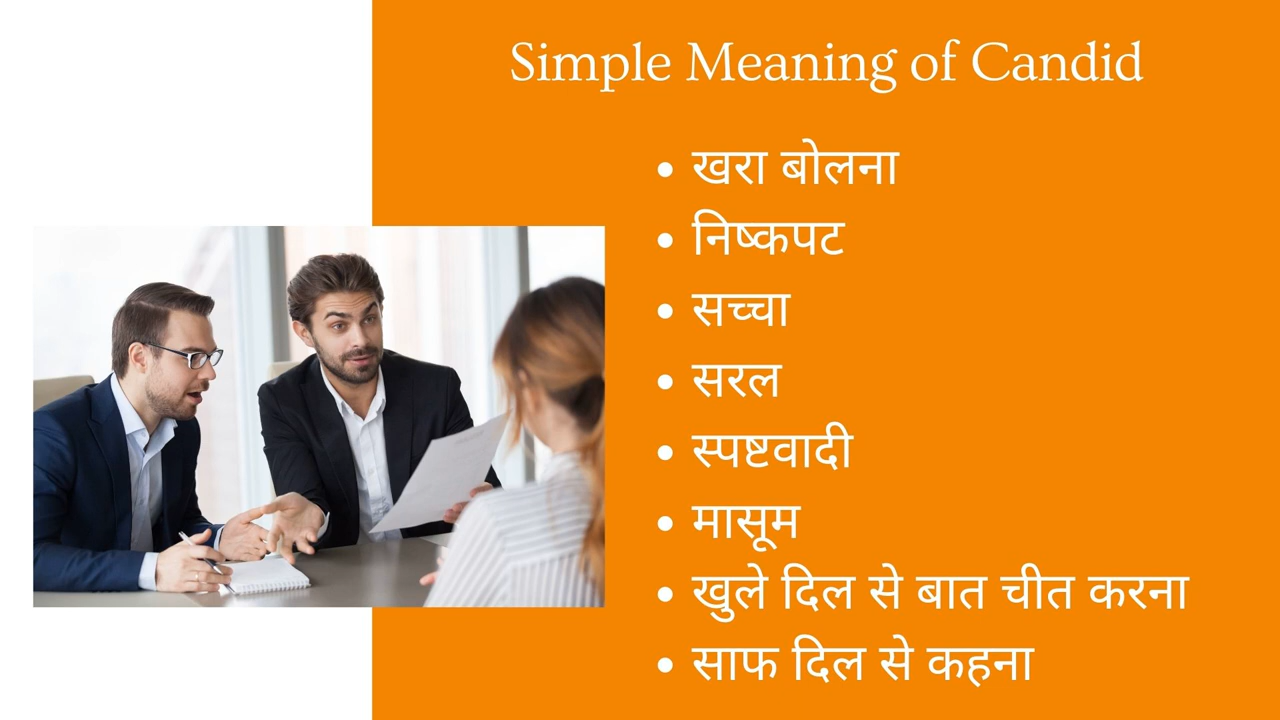 Simple Meaning of Candid
• खरा बोलना
• निष्कपट
• सच्चा
• सरल
• स्पष्टवादी
• मासूम
• खुले दिल से बात चीत करना
• साफ दिल से कहना